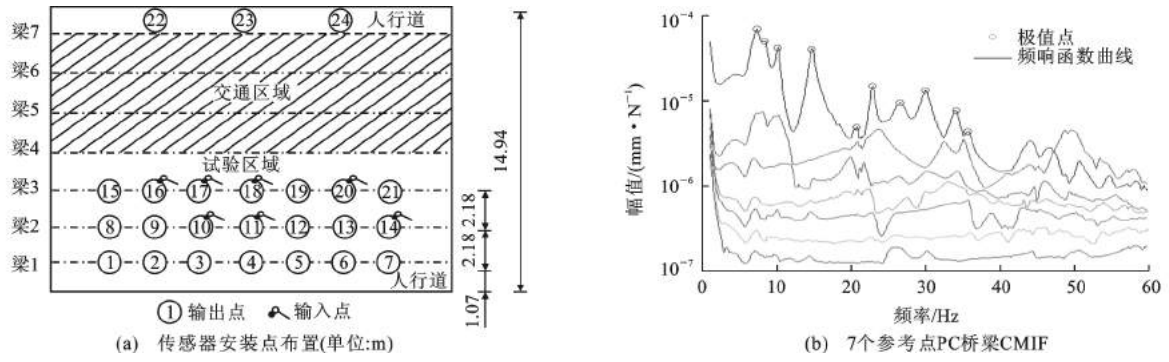 梁7
梁6
梁5
梁4
梁3
梁2
梁1
22 23 24 人行道
交通区域
试验区域
15 16 17 18 19 20 21
8 9 10 11 12 13 14
1 2 3 4 5 6 7
人行道
14.94
2.18
2.18
1.07
① 输出点 输入点
(a) 传感器安装点布置(单位:m)
10⁻⁴
10⁻⁵
10⁻⁶
10⁻⁷
幅值/(mm·N⁻¹)
极值点
频响函数曲线
0 10 20 30 40 50 60
频率/Hz
(b) 7个参考点PC桥梁CMIF